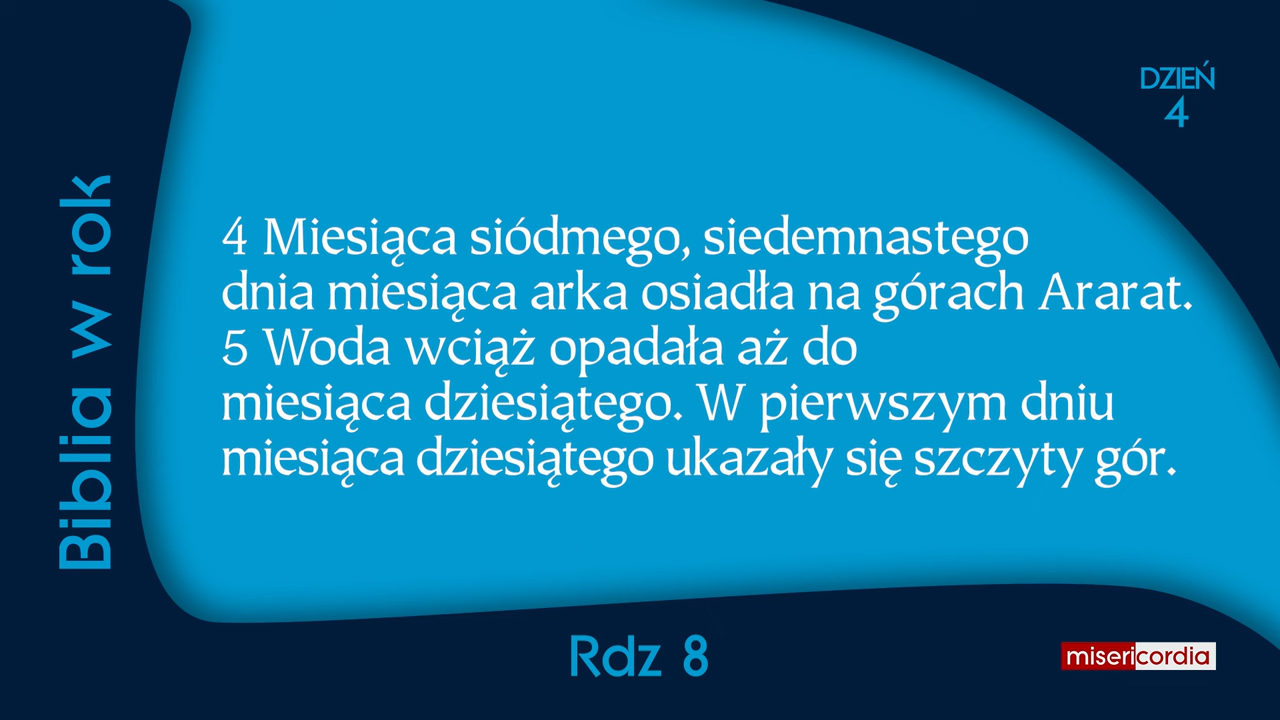 DZIEŃ
4
Biblia w rok
4 Miesiąca siódmego, siedemnastego
dnia miesiąca arka osiadła na górach Ararat.
5 Woda wciąż opadała aż do
miesiąca dziesiątego. W pierwszym dniu
miesiąca dziesiątego ukazały się szczyty gór.
Rdz 8
misericordia